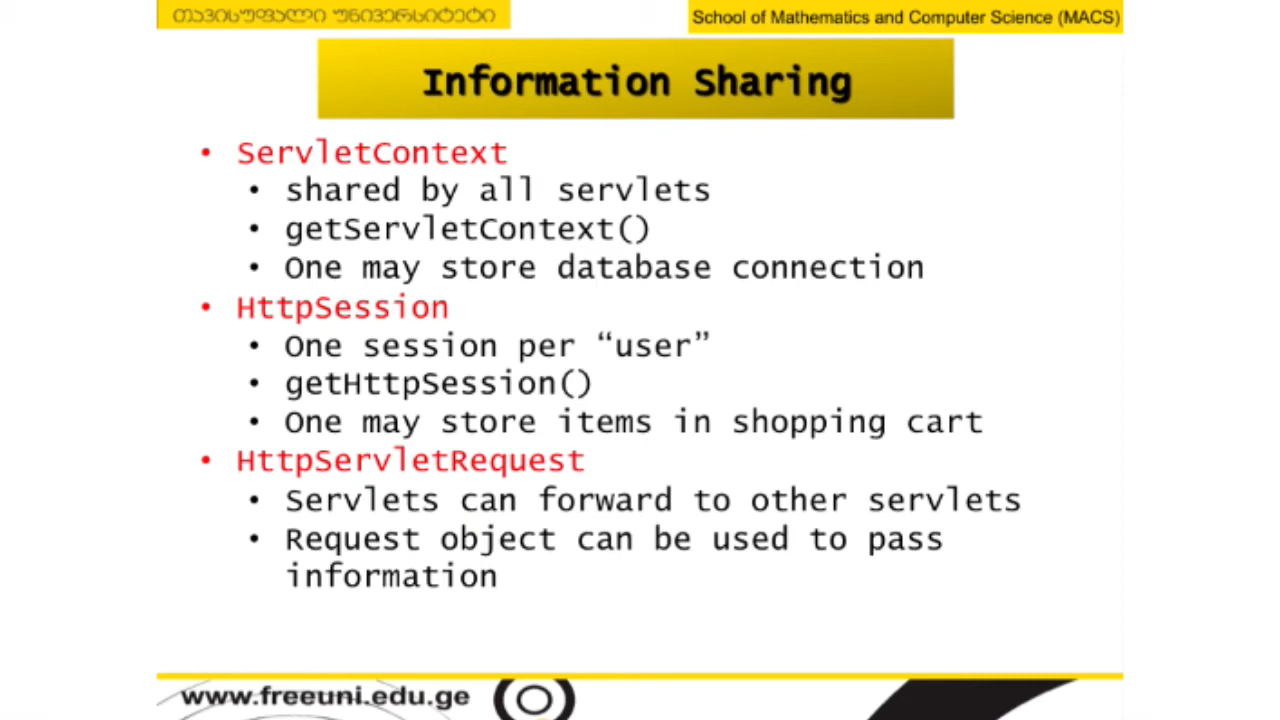 თავისუფალი უნივერსიტეტი
School of Mathematics and Computer Science (MACS)
Information Sharing
• ServletContext
• shared by all servlets
• getServletContext()
• One may store database connection
• HttpSession
• One session per “user”
• getHttpSession()
• One may store items in shopping cart
• HttpServletRequest
• Servlets can forward to other servlets
• Request object can be used to pass
information
www.freeuni.edu.ge